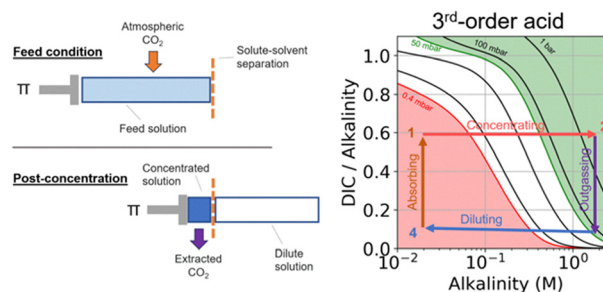 Atmospheric
CO2
Feed condition
Solute-solvent
separation
π
Feed solution
Post-concentration
Concentrated
solution
π
Extracted
CO2
Dilute
solution
3rd-order acid
DIC / Alkalinity
1.0
0.8
0.6
0.4
0.2
0.0
50 mbar
100 mbar
1 bar
0.4 mbar
1
Concentrating
2
Absorbing
Outgassing
4
Diluting
10−2
10−1
100
Alkalinity (M)